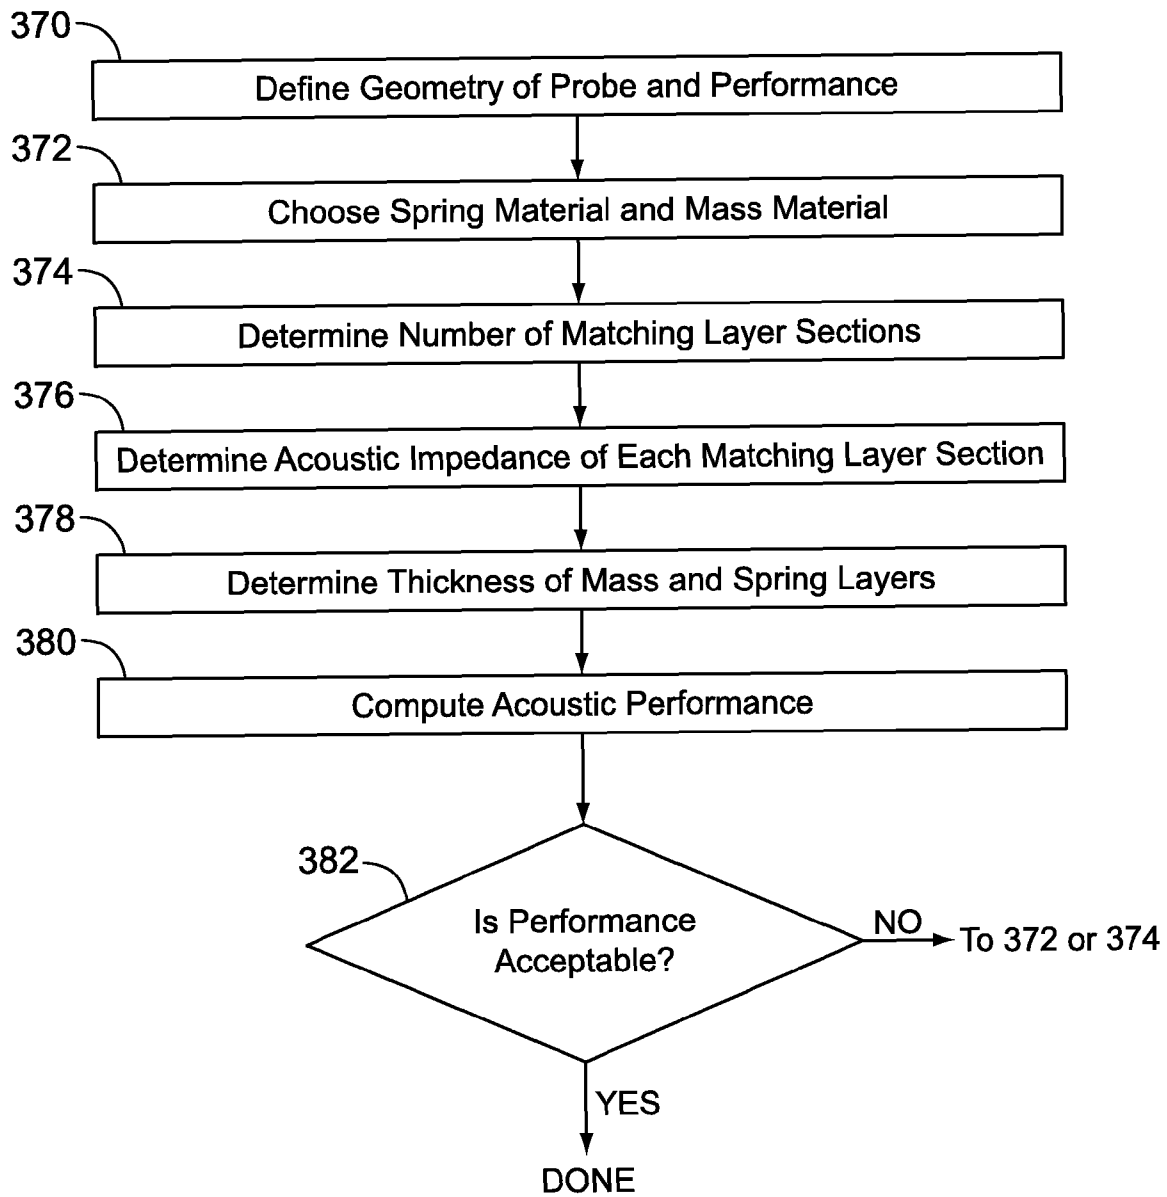 370
Define Geometry of Probe and Performance
372
Choose Spring Material and Mass Material
374
Determine Number of Matching Layer Sections
376
Determine Acoustic Impedance of Each Matching Layer Section
378
Determine Thickness of Mass and Spring Layers
380
Compute Acoustic Performance
382
Is Performance
Acceptable?
NO
To 372 or 374
YES
DONE